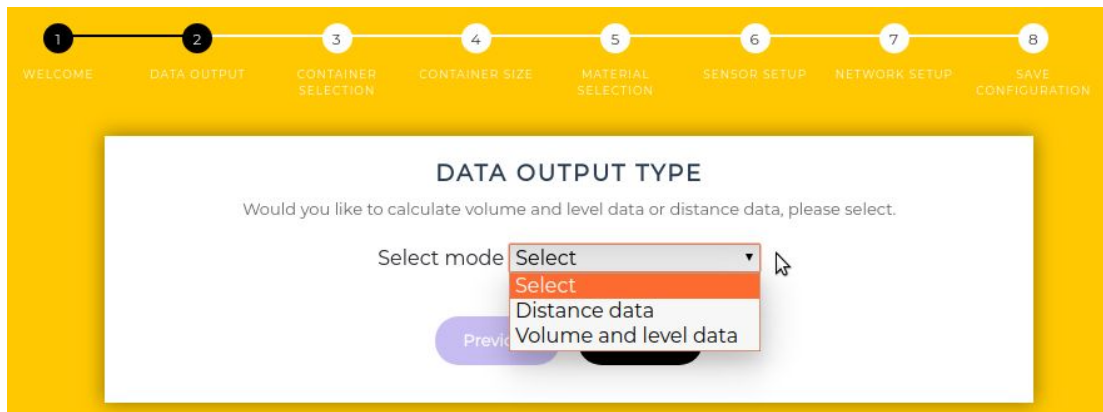 1 2 3 4 5 6 7 8
WELCOME DATA OUTPUT CONTAINER SELECTION CONTAINER SIZE MATERIAL SELECTION SENSOR SETUP NETWORK SETUP SAVE CONFIGURATION
DATA OUTPUT TYPE
Would you like to calculate volume and level data or distance data, please select.
Select mode Select
Select
Distance data
Volume and level data